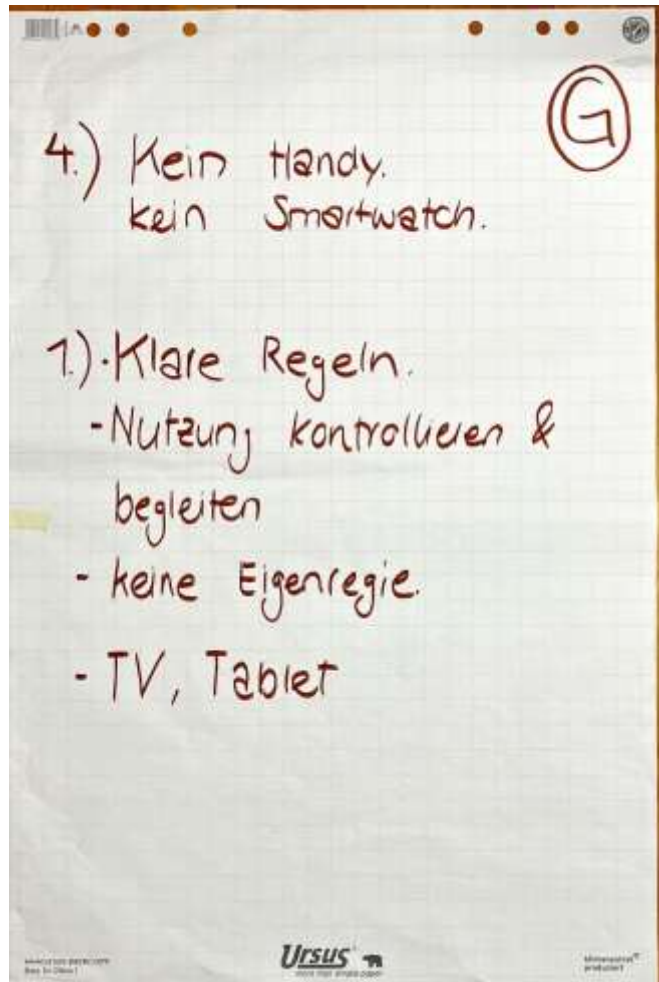 G
4.) Kein Handy.
kein Smartwatch.
1.) · Klare Regeln.
- Nutzung kontrollieren &
begleiten
- keine Eigenregie.
- TV, Tablet
Ursus